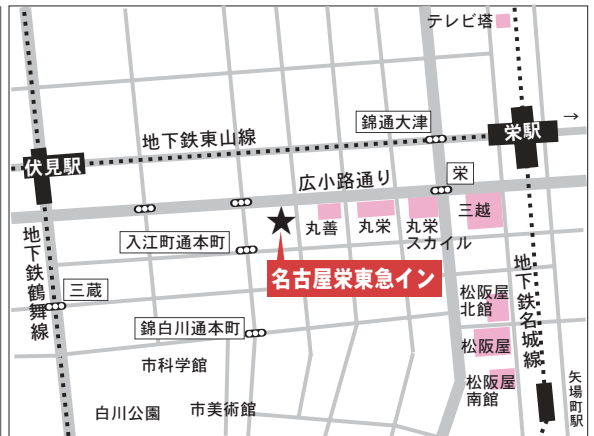 テレビ塔
錦通大津
→
栄駅
地下鉄東山線
伏見駅
広小路通り
栄
三越
丸善
丸栄
丸栄
スカイル
入江町通本町
名古屋栄東急イン
地下鉄鶴舞線
三蔵
地下鉄名城線
松阪屋
北館
錦白川通本町
松阪屋
市科学館
松阪屋
南館
矢場町駅
白川公園
市美術館